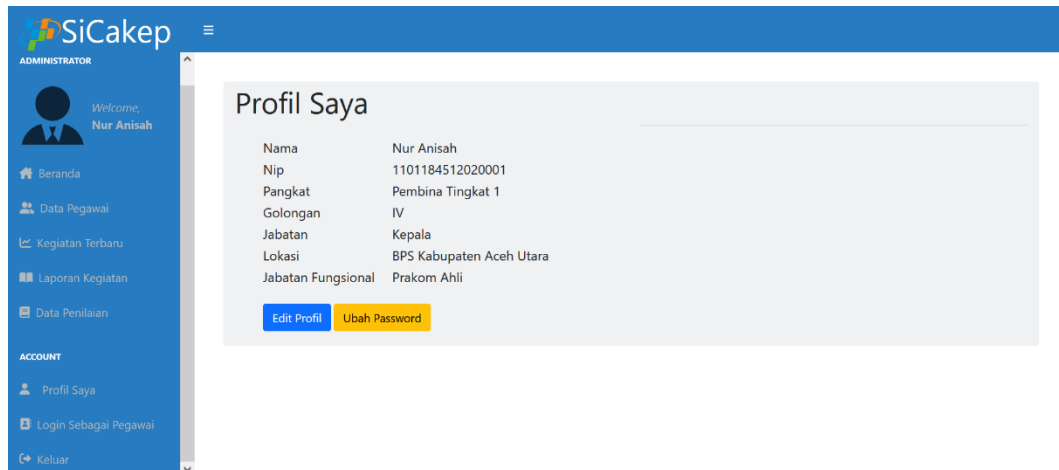 SiCakep
ADMINISTRATOR
Welcome,
Nur Anisah
Beranda
Data Pegawai
Kegiatan Terbaru
Laporan Kegiatan
Data Penilaian
ACCOUNT
Profil Saya
Login Sebagai Pegawai
Keluar
Profil Saya
Nama Nur Anisah
Nip 1101184512020001
Pangkat Pembina Tingkat 1
Golongan IV
Jabatan Kepala
Lokasi BPS Kabupaten Aceh Utara
Jabatan Fungsional Prakom Ahli
Edit Profil Ubah Password